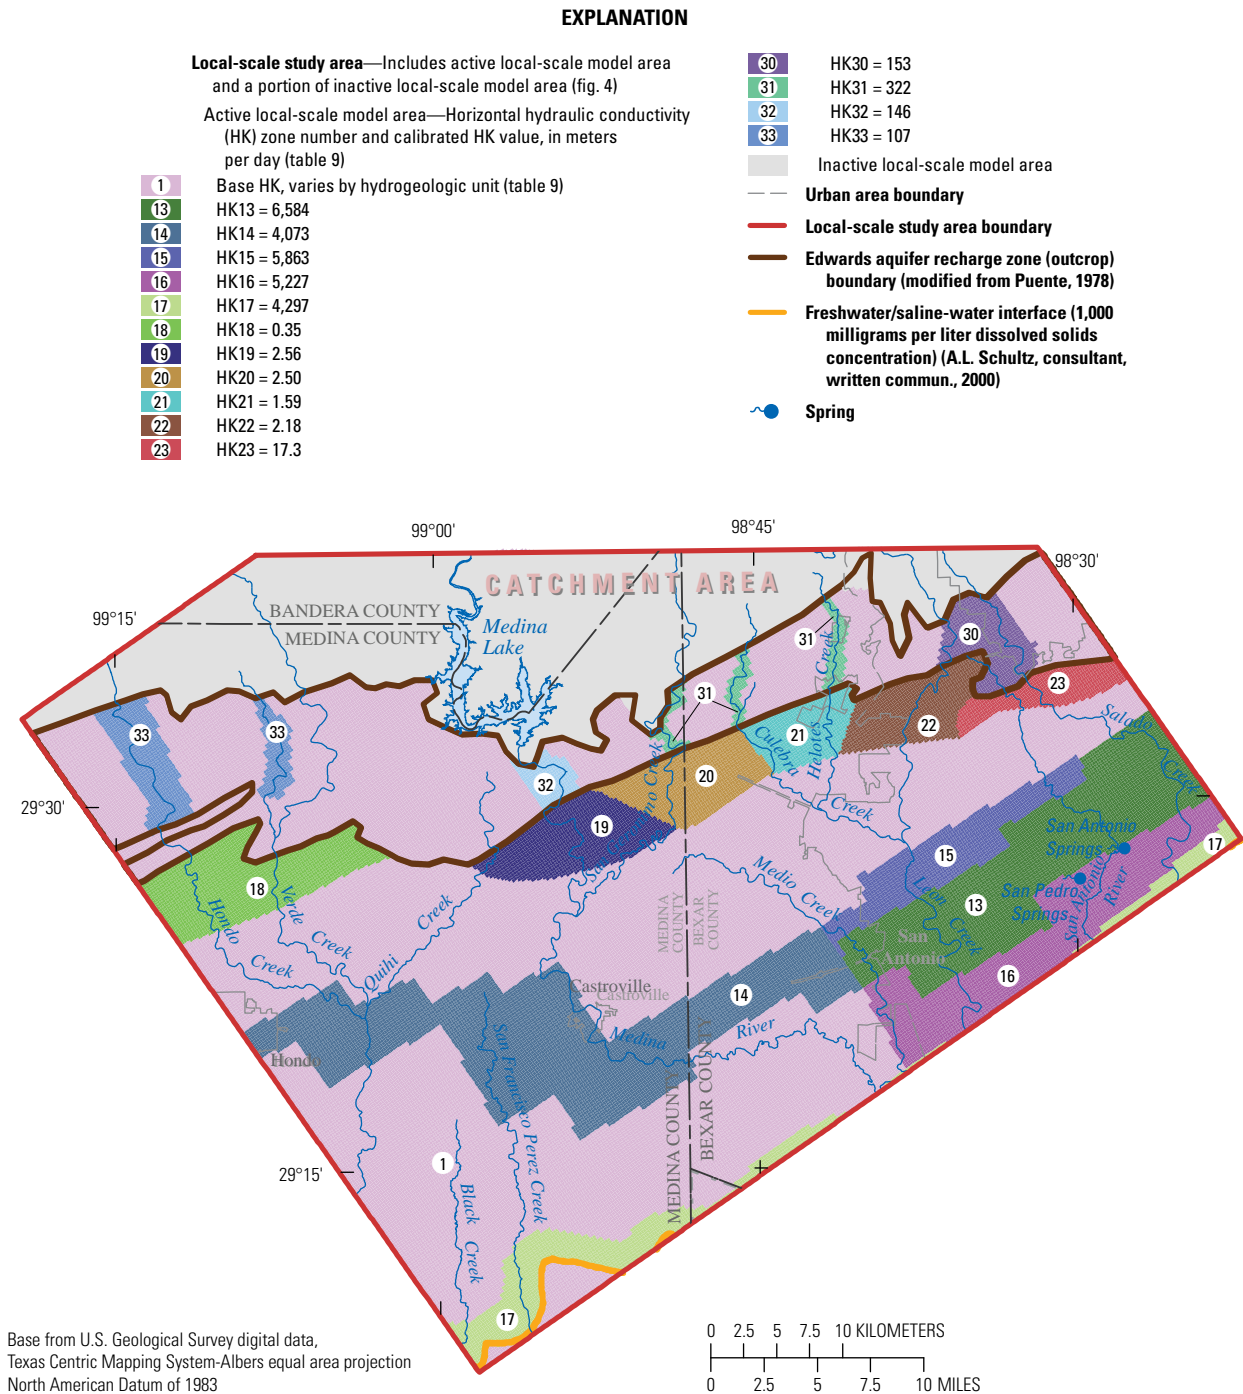 EXPLANATION
Local-scale study area—Includes active local-scale model area
and a portion of inactive local-scale model area (fig. 4)
Active local-scale model area—Horizontal hydraulic conductivity
(HK) zone number and calibrated HK value, in meters
per day (table 9)
1 Base HK, varies by hydrogeologic unit (table 9)
13 HK13 = 6,584
14 HK14 = 4,073
15 HK15 = 5,863
16 HK16 = 5,227
17 HK17 = 4,297
18 HK18 = 0.35
19 HK19 = 2.56
20 HK20 = 2.50
21 HK21 = 1.59
22 HK22 = 2.18
23 HK23 = 17.3
30 HK30 = 153
31 HK31 = 322
32 HK32 = 146
33 HK33 = 107
Inactive local-scale model area
Urban area boundary
Local-scale study area boundary
Edwards aquifer recharge zone (outcrop)
boundary (modified from Puente, 1978)
Freshwater/saline-water interface (1,000
milligrams per liter dissolved solids
concentration) (A.L. Schultz, consultant,
written commun., 2000)
Spring
99°00'
98°45'
98°30'
99°15'
29°30'
29°15'
CATCHMENT AREA
BANDERA COUNTY
MEDINA COUNTY
Medina
Lake
31
30
31
23
33
33
22
21
20
32
19
18
15
17
13
16
14
1
17
Salado
Creek
Culebra
Creek
Helotes
Creek
San Antonio
Springs
San Pedro
Springs
San Antonio
River
Medio Creek
Leon Creek
San
Antonio
Hondo
Creek
Verde
Creek
Quihi
Creek
MEDINA
COUNTY
BEXAR
COUNTY
Castroville
Castroville
Medina
River
Hondo
San Francisco Perez Creek
Black
Creek
MEDINA COUNTY
BEXAR COUNTY
Base from U.S. Geological Survey digital data,
Texas Centric Mapping System-Albers equal area projection
North American Datum of 1983
0 2.5 5 7.5 10 KILOMETERS
0 2.5 5 7.5 10 MILES